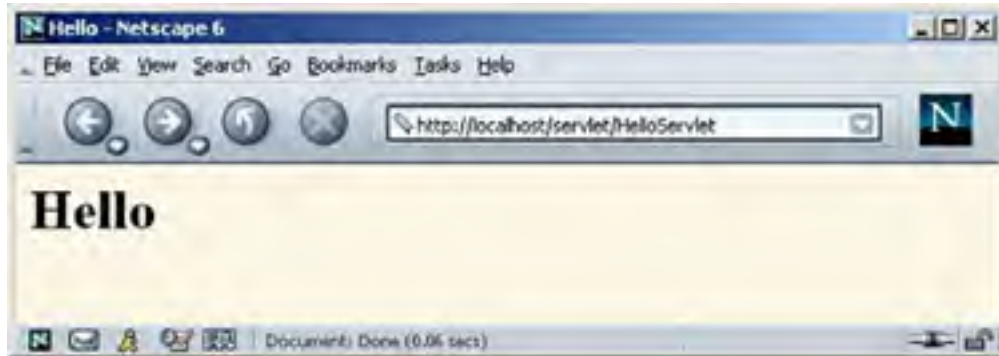 Hello - Netscape 6
File Edit View Search Go Bookmarks Tasks Help
http://localhost/servlet/HelloServlet
N
Hello
Document: Done (0.06 secs)